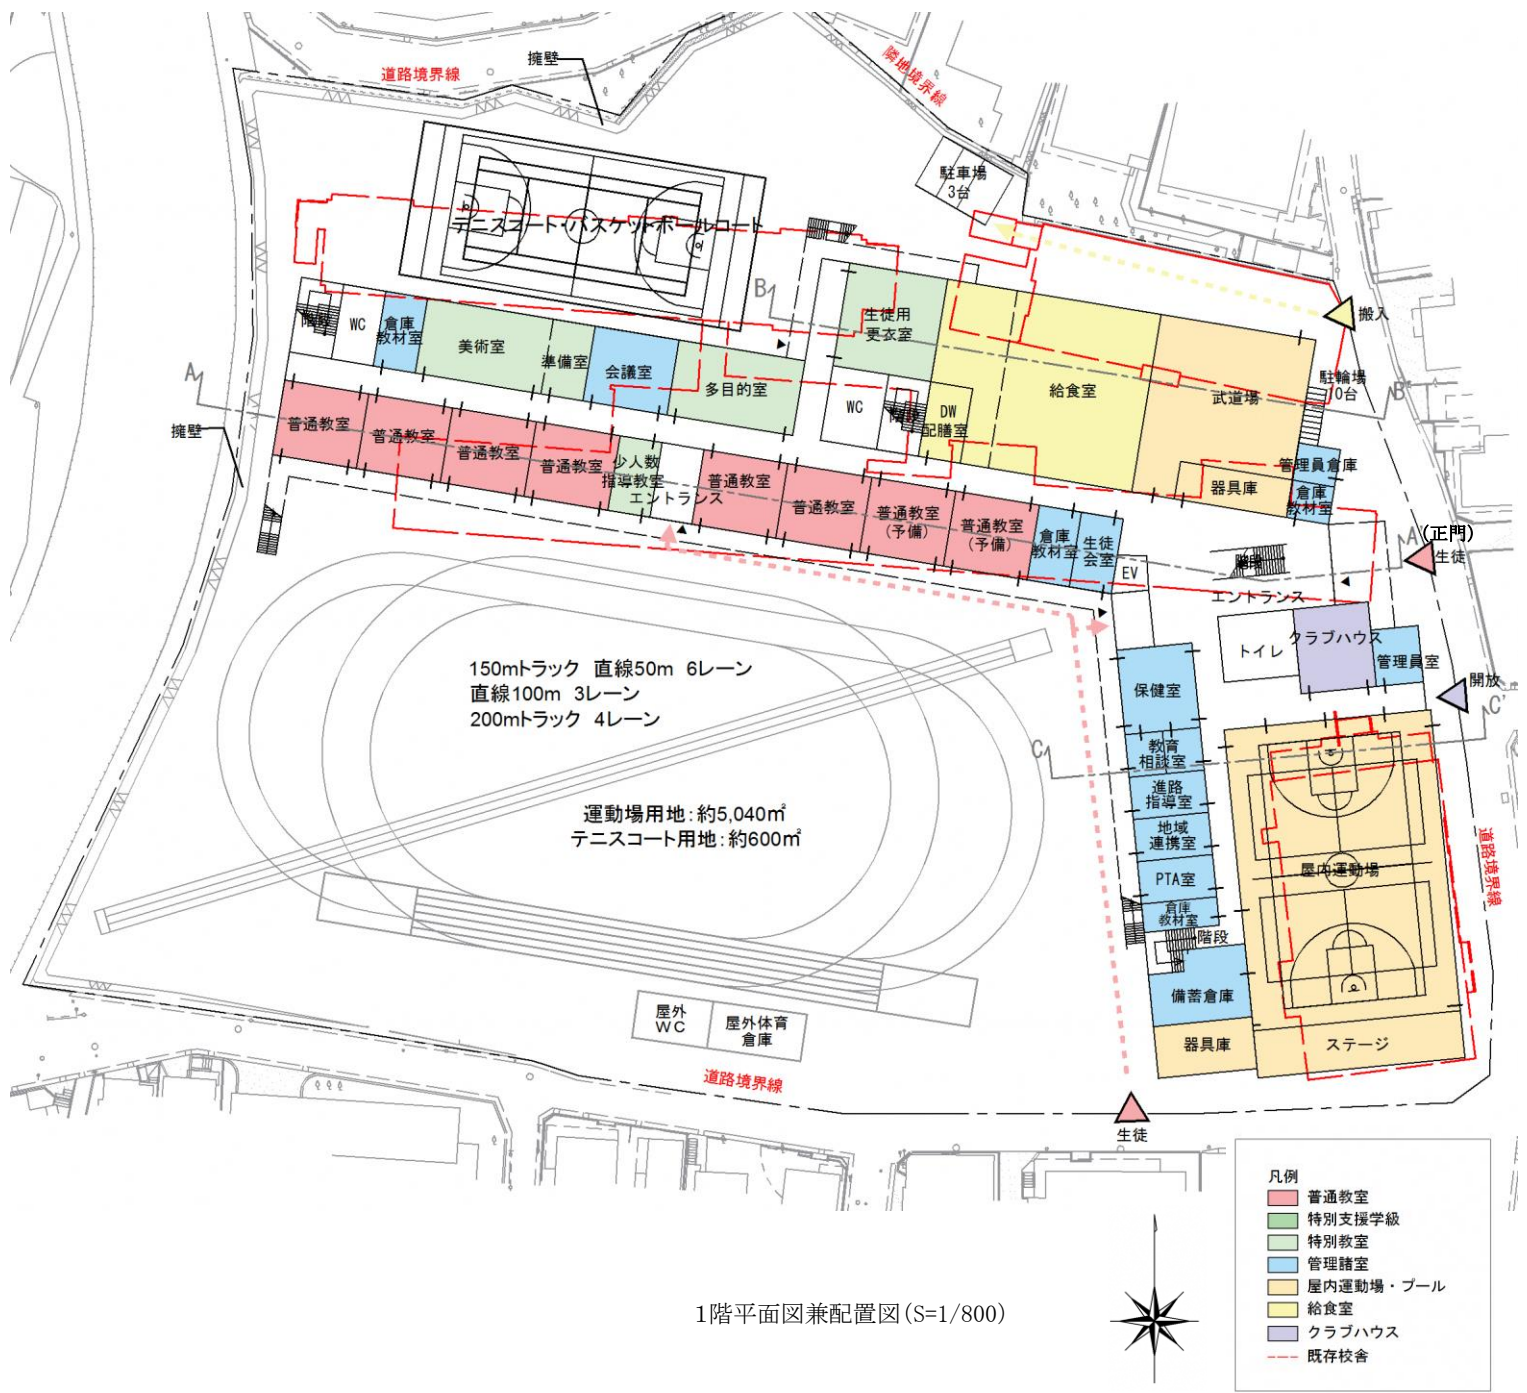 擁壁
道路境界線
隣地境界線
駐車場
3台
テニスコート・バスケットボールコート
B
搬入
階段
WC
倉庫
教材室
美術室
準備室
会議室
多目的室
生徒用
更衣室
WC
階段
DW
配膳室
給食室
武道場
駐輪場
10台
B'
A
擁壁
普通教室
普通教室
普通教室
普通教室
少人数
指導教室
エントランス
普通教室
普通教室
普通教室
(予備)
普通教室
(予備)
倉庫
教材室
生徒
会室
器具庫
管理員倉庫
倉庫
教材室
A'
(正門)
生徒
EV
階段
エントランス
トイレ
クラブハウス
管理員室
開放
C'
150mトラック 直線50m 6レーン
直線100m 3レーン
200mトラック 4レーン
保健室
C
教育
相談室
進路
指導室
地域
連携室
PTA室
倉庫
教材室
階段
備蓄倉庫
器具庫
屋内運動場
ステージ
道路境界線
運動場用地:約5,040㎡
テニスコート用地:約600㎡
屋外
WC
屋外体育
倉庫
道路境界線
生徒
凡例
普通教室
特別支援学級
特別教室
管理諸室
屋内運動場・プール
給食室
クラブハウス
既存校舎
1階平面図兼配置図(S=1/800)